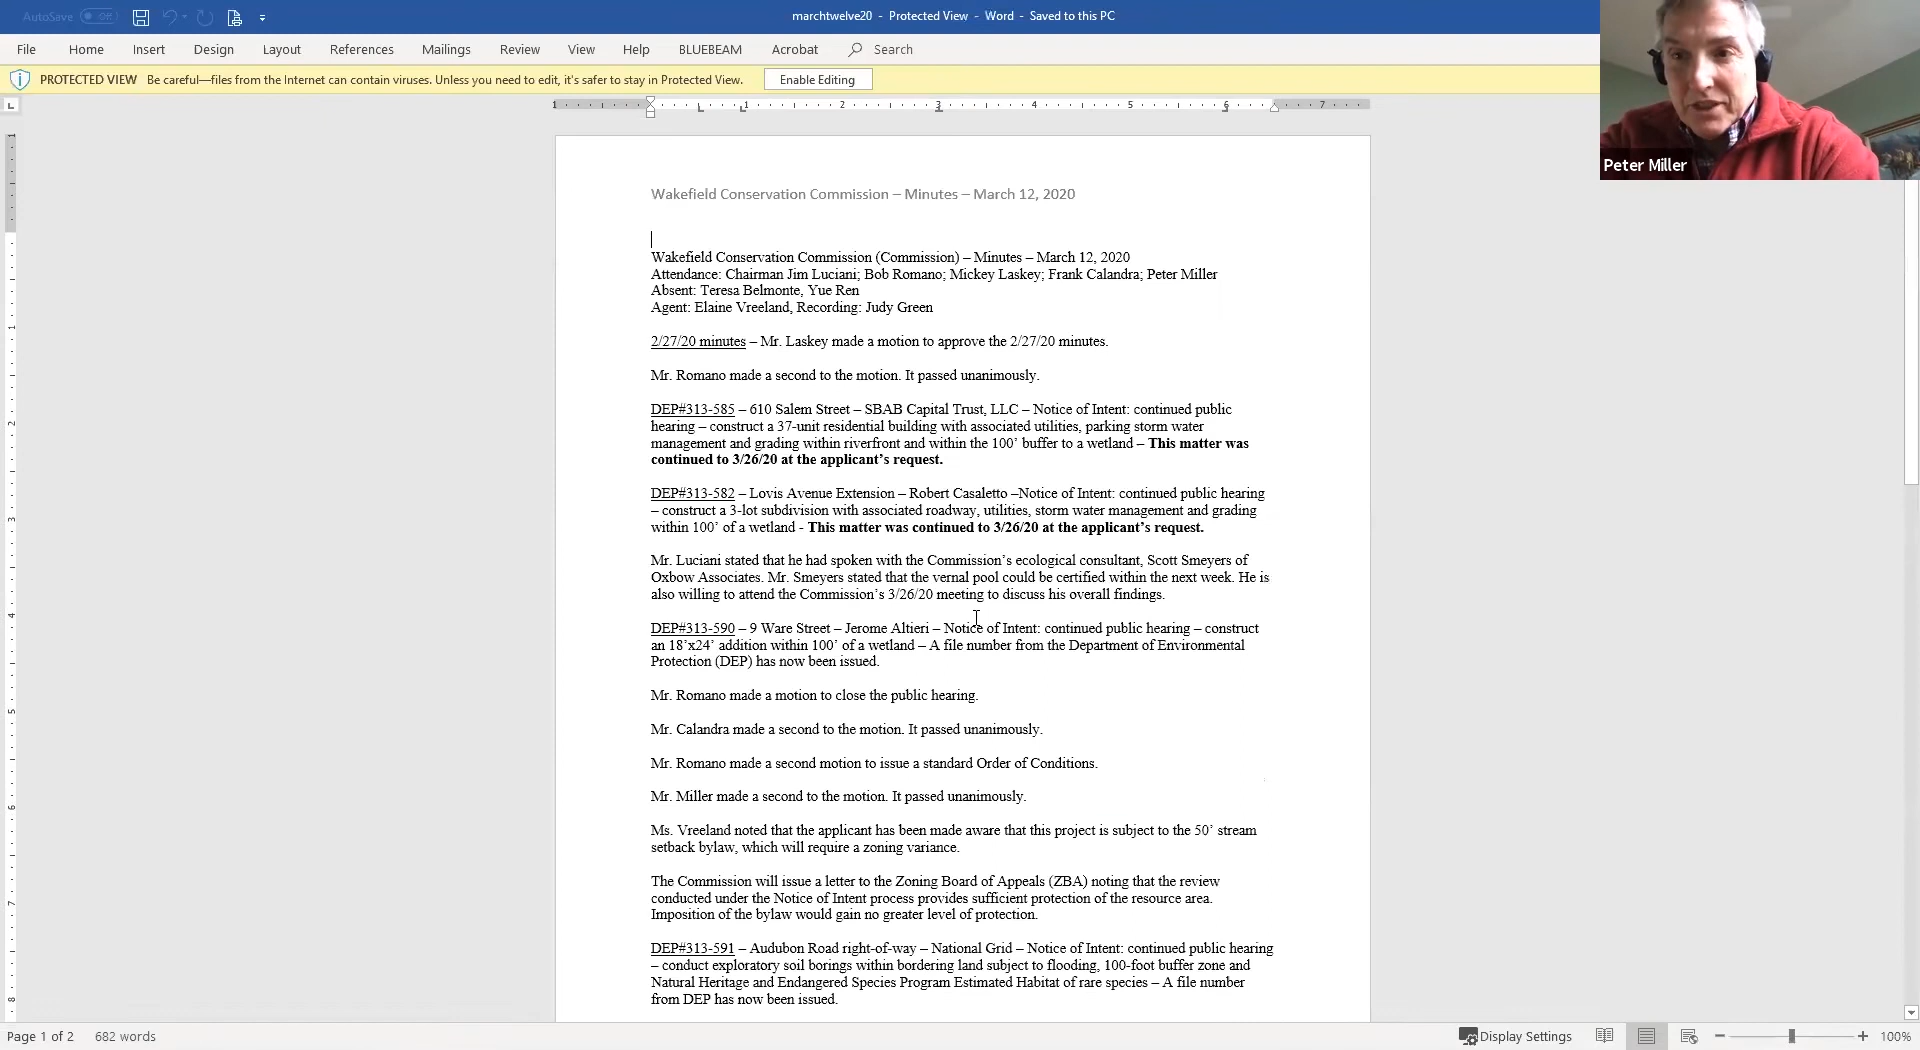 AutoSave Off
marchtwelve20 - Protected View - Word - Saved to this PC
File Home Insert Design Layout References Mailings Review View Help BLUEBEAM Acrobat Search
PROTECTED VIEW Be careful—files from the Internet can contain viruses. Unless you need to edit, it's safer to stay in Protected View. Enable Editing
Peter Miller
1 1 2 3 4 5 6 7
Wakefield Conservation Commission – Minutes – March 12, 2020
Wakefield Conservation Commission (Commission) – Minutes – March 12, 2020
Attendance: Chairman Jim Luciani; Bob Romano; Mickey Laskey; Frank Calandra; Peter Miller
Absent: Teresa Belmonte, Yue Ren
Agent: Elaine Vreeland, Recording: Judy Green
2/27/20 minutes – Mr. Laskey made a motion to approve the 2/27/20 minutes.
Mr. Romano made a second to the motion. It passed unanimously.
DEP#313-585 – 610 Salem Street – SBAB Capital Trust, LLC – Notice of Intent: continued public
hearing – construct a 37-unit residential building with associated utilities, parking storm water
management and grading within riverfront and within the 100’ buffer to a wetland – This matter was
continued to 3/26/20 at the applicant’s request.
DEP#313-582 – Lovis Avenue Extension – Robert Casaletto –Notice of Intent: continued public hearing
– construct a 3-lot subdivision with associated roadway, utilities, storm water management and grading
within 100’ of a wetland - This matter was continued to 3/26/20 at the applicant’s request.
Mr. Luciani stated that he had spoken with the Commission’s ecological consultant, Scott Smeyers of
Oxbow Associates. Mr. Smeyers stated that the vernal pool could be certified within the next week. He is
also willing to attend the Commission’s 3/26/20 meeting to discuss his overall findings.
DEP#313-590 – 9 Ware Street – Jerome Altieri – Notice of Intent: continued public hearing – construct
an 18’x24’ addition within 100’ of a wetland – A file number from the Department of Environmental
Protection (DEP) has now been issued.
Mr. Romano made a motion to close the public hearing.
Mr. Calandra made a second to the motion. It passed unanimously.
Mr. Romano made a second motion to issue a standard Order of Conditions.
Mr. Miller made a second to the motion. It passed unanimously.
Ms. Vreeland noted that the applicant has been made aware that this project is subject to the 50’ stream
setback bylaw, which will require a zoning variance.
The Commission will issue a letter to the Zoning Board of Appeals (ZBA) noting that the review
conducted under the Notice of Intent process provides sufficient protection of the resource area.
Imposition of the bylaw would gain no greater level of protection.
DEP#313-591 – Audubon Road right-of-way – National Grid – Notice of Intent: continued public hearing
– conduct exploratory soil borings within bordering land subject to flooding, 100-foot buffer zone and
Natural Heritage and Endangered Species Program Estimated Habitat of rare species – A file number
from DEP has now been issued.
Page 1 of 2 682 words Display Settings 100%